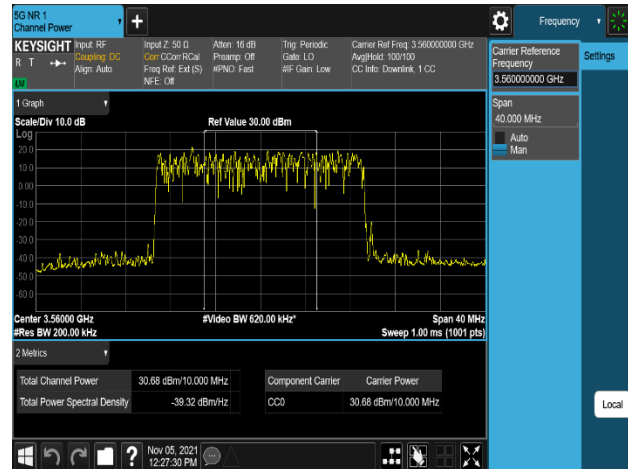 5G NR 1
Channel Power
Frequency
KEYSIGHT
R T
Input: RF
Coupling: DC
Align: Auto
Input Z: 50 Ω
Corr CCorr RCal
Freq Ref: Ext (S)
NFE: Off
Atten: 16 dB
Preamp: Off
#PNO: Fast
Trig: Periodic
Gate: LO
#IF Gain: Low
Carrier Ref Freq: 3.560000000 GHz
Avg|Hold: 100/100
CC Info: Downlink, 1 CC
Carrier Reference
Frequency
3.560000000 GHz
Settings
Span
40.000 MHz
Auto
Man
1 Graph
Scale/Div 10.0 dB
Ref Value 30.00 dBm
Log
20.0
10.0
0.00
-10.0
-20.0
-30.0
-40.0
-50.0
-60.0
Center 3.56000 GHz
#Video BW 620.00 kHz*
Span 40 MHz
#Res BW 200.00 kHz
Sweep 1.00 ms (1001 pts)
2 Metrics
Total Channel Power 30.68 dBm/10.000 MHz
Total Power Spectral Density -39.32 dBm/Hz
Component Carrier Carrier Power
CC0 30.68 dBm/10.000 MHz
Local
?
Nov 05, 2021
12:27:30 PM